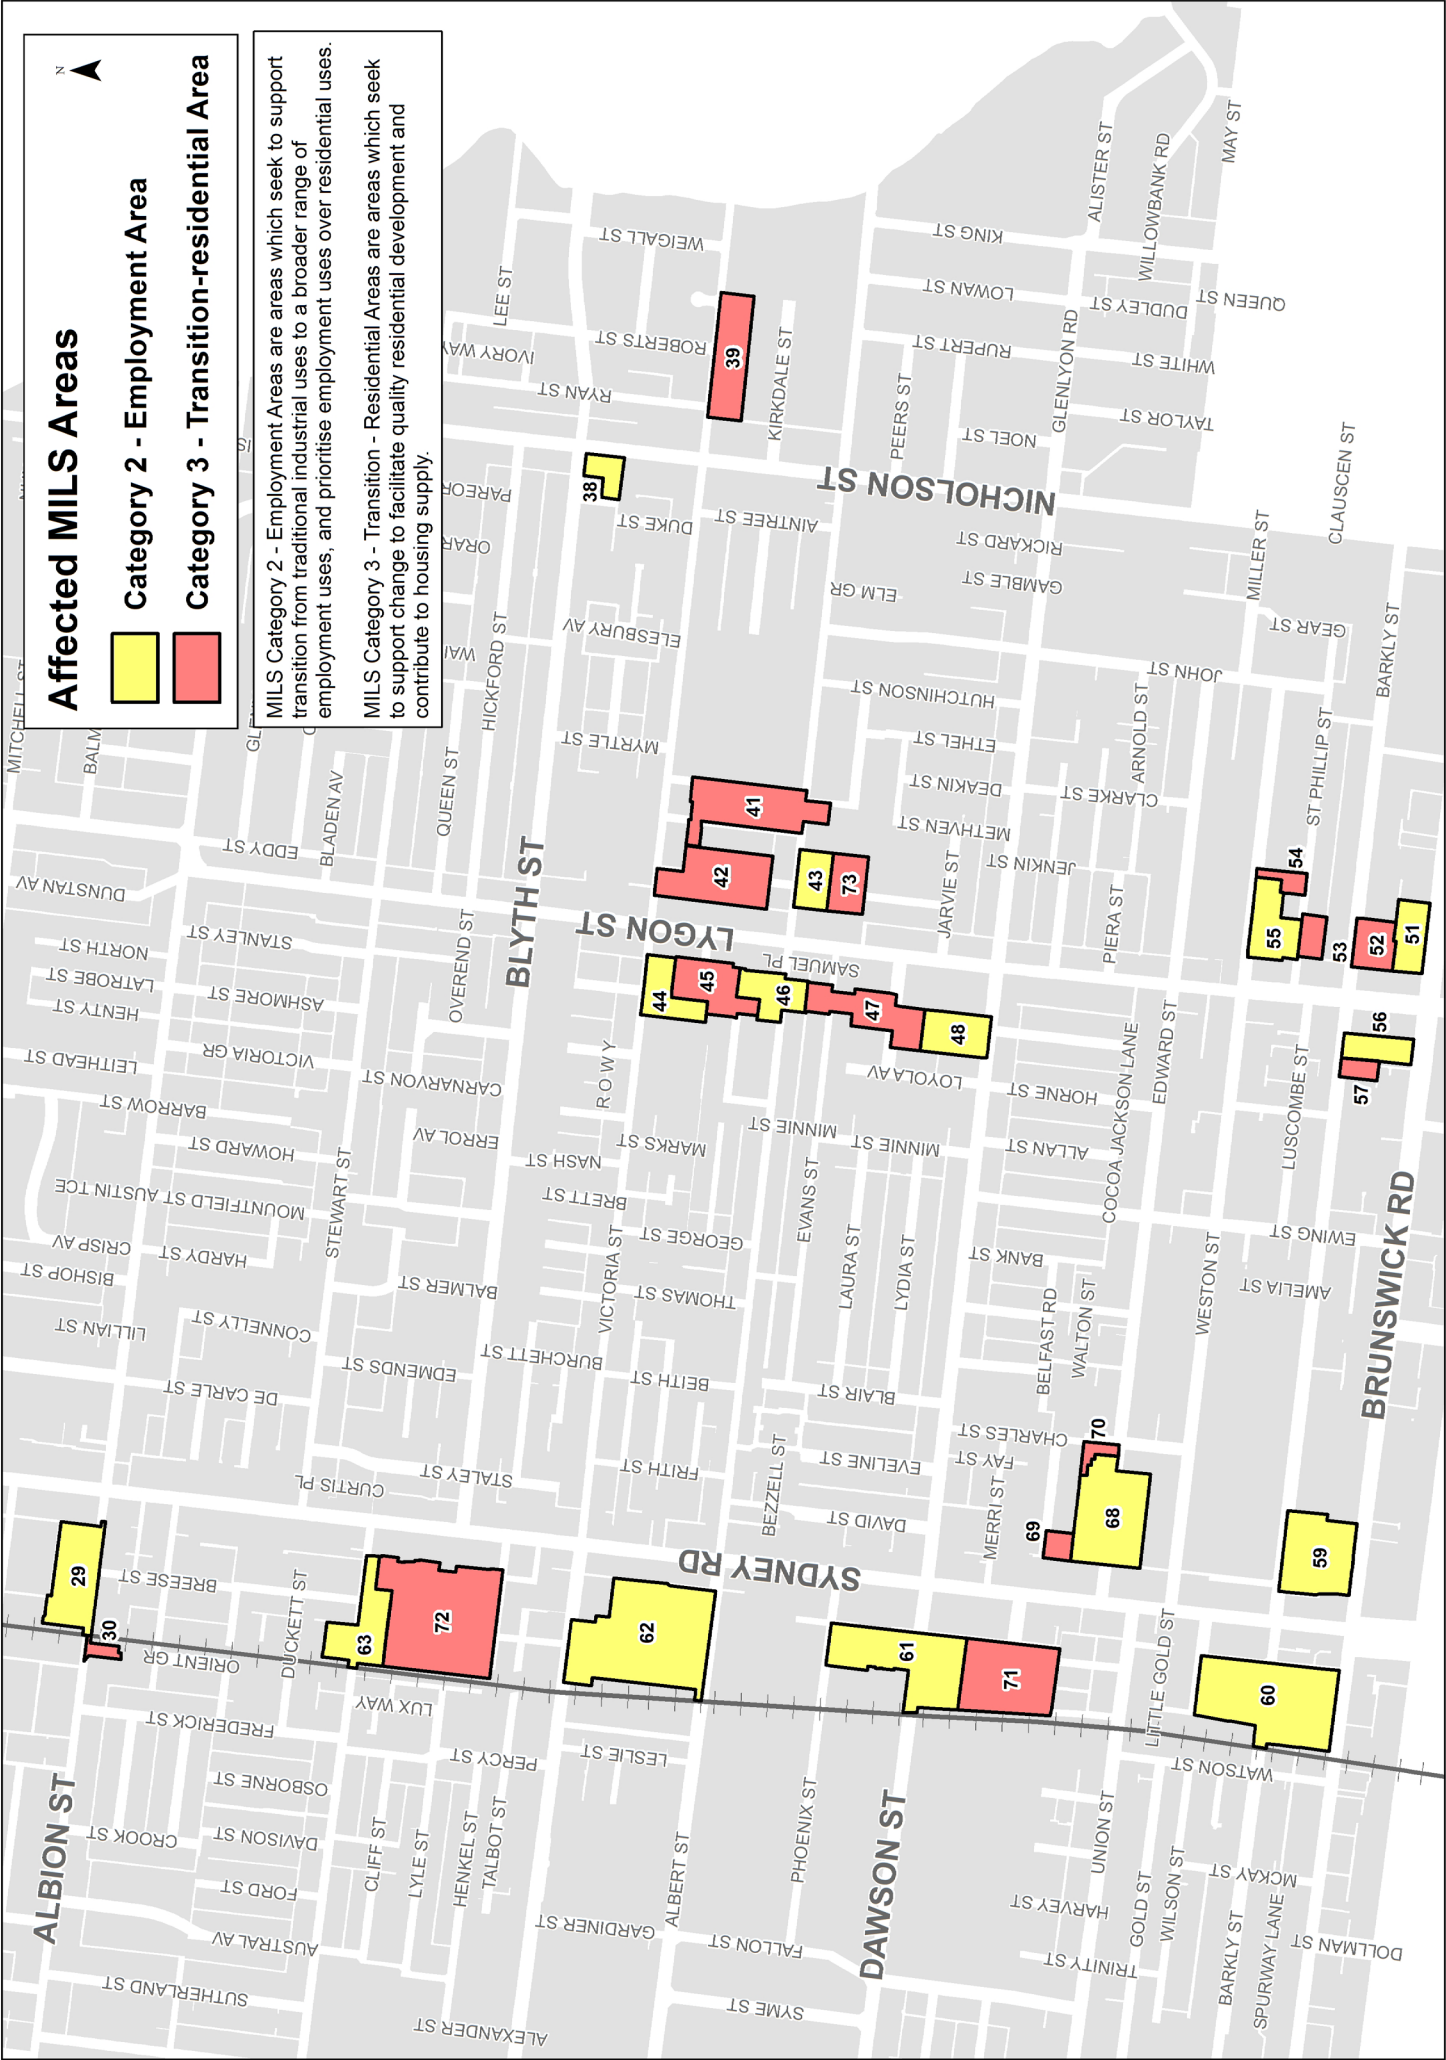 Affected MILS Areas
N
Category 2 - Employment Area
Category 3 - Transition-residential Area
MILS Category 2 - Employment Areas are areas which seek to support
transition from traditional industrial uses to a broader range of
employment uses, and prioritise employment uses over residential uses.
MILS Category 3 - Transition - Residential Areas are areas which seek
to support change to facilitate quality residential development and
contribute to housing supply.
ALBION ST
SUTHERLAND ST
AUSTRAL AV
FORD ST
DAVISON ST
CROOK ST
OSBORNE ST
FREDERICK ST
ORIENT GR
BREESE ST
DUCKETT ST
LUX WAY
CLIFF ST
LYLE ST
HENKEL ST
TALBOT ST
PERCY ST
ALEXANDER ST
GARDINER ST
ALBERT ST
LESLIE ST
FALLON ST
SYME ST
PHOENIX ST
DAWSON ST
HARVEY ST
TRINITY ST
UNION ST
GOLD ST
WILSON ST
LITTLE GOLD ST
WATSON ST
MCKAY ST
BARKLY ST
SPURWAY LANE
DOLLMAN ST
29
30
63
72
62
61
71
60
59
68
69
70
SYDNEY RD
CURTIS PL
STALEY ST
FRITH ST
BEZZELL ST
DAVID ST
EVELINE ST
BLAIR ST
MERRI ST
FAY ST
CHARLES ST
BELFAST RD
WALTON ST
DE CARLE ST
EDMENDS ST
BURCHETT ST
BEITH ST
LILLIAN ST
CONNELLY ST
BISHOP ST
CRISP AV
HARDY ST
BALMER ST
VICTORIA ST
THOMAS ST
GEORGE ST
BRETT ST
NASH ST
MARKS ST
EVANS ST
LAURA ST
LYDIA ST
BANK ST
WESTON ST
AMELIA ST
EWING ST
BRUNSWICK RD
AUSTIN TCE
MOUNTFIELD ST
STEWART ST
HOWARD ST
BARROW ST
ERROL AV
LEITHEAD ST
VICTORIA GR
CARNARVON ST
HENTY ST
LATROBE ST
NORTH ST
ASHMORE ST
STANLEY ST
OVEREND ST
DUNSTAN AV
EDDY ST
BLADEN AV
QUEEN ST
BLYTH ST
ROWY
MINNIE ST
MINNIE ST
LOYOLA AV
HORNE ST
ALLAN ST
COCOA JACKSON LANE
EDWARD ST
LUSCOMBE ST
LYGON ST
SAMUEL PL
44
45
46
47
48
42
41
43
73
55
54
53
52
51
56
57
JARVIE ST
PIERA ST
METHVEN ST
JENKIN ST
DEAKIN ST
ETHEL ST
HUTCHINSON ST
CLARKE ST
ARNOLD ST
JOHN ST
ST PHILLIP ST
BARKLY ST
GEAR ST
MILLER ST
CLAUSCEN ST
MITCHELL ST
BALM
GLE
HICKFORD ST
WAI
ORAR
PAREOR
MYRTLE ST
ELESBURY AV
DUKE ST
AINTREE ST
ELM GR
GAMBLE ST
RICKARD ST
NICHOLSON ST
38
39
LEE ST
IVORY WAY
RYAN ST
ROBERTS ST
WEIGALL ST
KIRKDALE ST
PEERS ST
NOEL ST
RUPERT ST
LOWAN ST
KING ST
GLENLYON RD
TAYLOR ST
WHITE ST
DUDLEY ST
QUEEN ST
ALISTER ST
WILLOWBANK RD
MAY ST